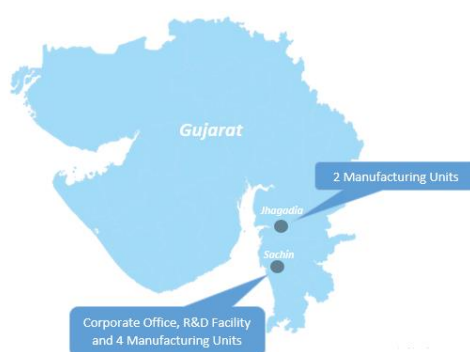 Gujarat
2 Manufacturing Units
Jhagadia
Sachin
Corporate Office, R&D Facility
and 4 Manufacturing Units